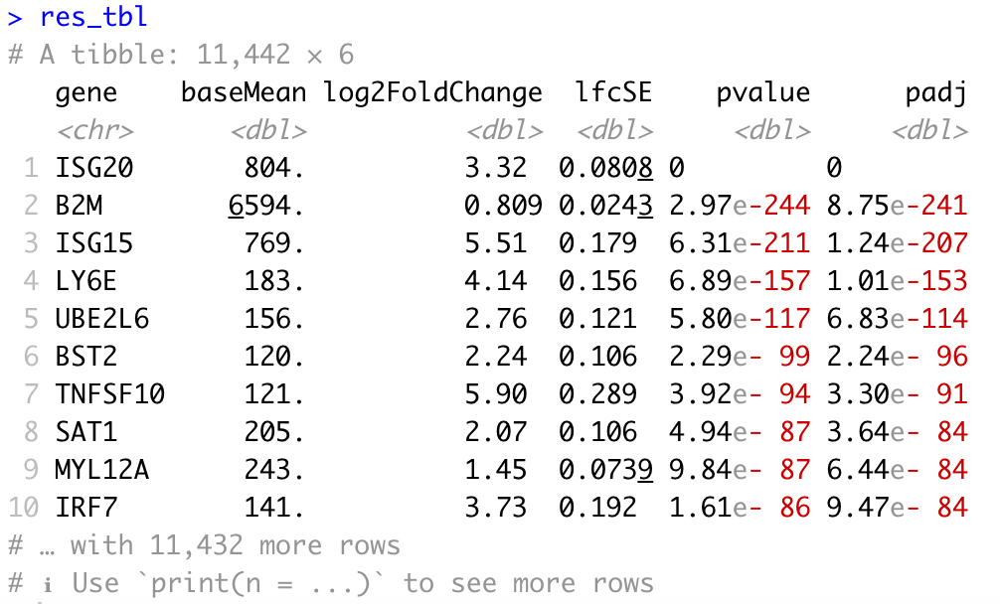 > res_tbl
# A tibble: 11,442 × 6
gene baseMean log2FoldChange lfcSE pvalue padj
<chr> <dbl> <dbl> <dbl> <dbl> <dbl>
1 ISG20 804. 3.32 0.0808 0 0
2 B2M 6594. 0.809 0.0243 2.97e-244 8.75e-241
3 ISG15 769. 5.51 0.179 6.31e-211 1.24e-207
4 LY6E 183. 4.14 0.156 6.89e-157 1.01e-153
5 UBE2L6 156. 2.76 0.121 5.80e-117 6.83e-114
6 BST2 120. 2.24 0.106 2.29e- 99 2.24e- 96
7 TNFSF10 121. 5.90 0.289 3.92e- 94 3.30e- 91
8 SAT1 205. 2.07 0.106 4.94e- 87 3.64e- 84
9 MYL12A 243. 1.45 0.0739 9.84e- 87 6.44e- 84
10 IRF7 141. 3.73 0.192 1.61e- 86 9.47e- 84
# … with 11,432 more rows
# ℹ Use `print(n = ...)` to see more rows